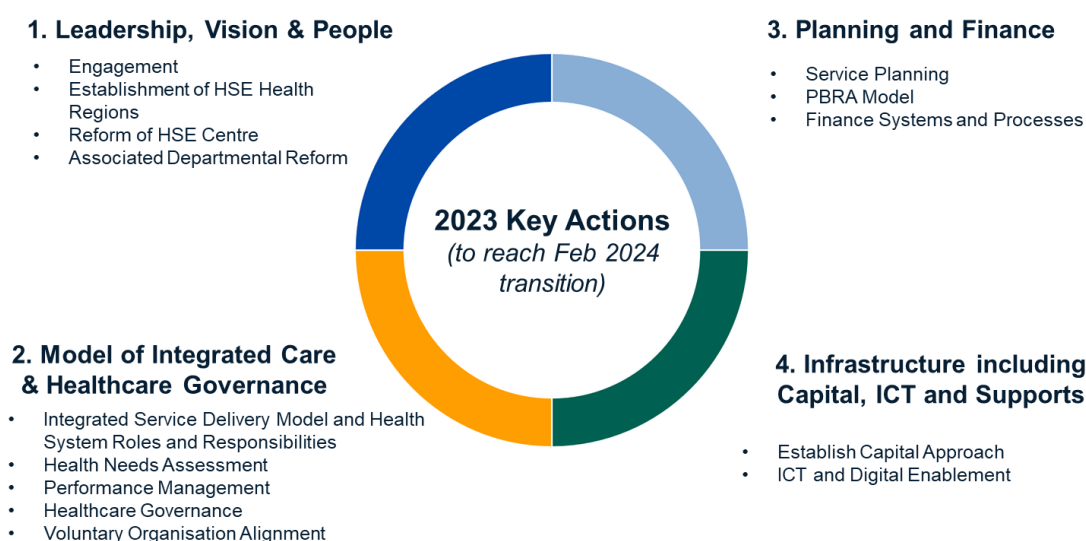 1. Leadership, Vision & People
• Engagement
• Establishment of HSE Health
Regions
• Reform of HSE Centre
• Associated Departmental Reform
3. Planning and Finance
• Service Planning
• PBRA Model
• Finance Systems and Processes
2023 Key Actions
(to reach Feb 2024
transition)
2. Model of Integrated Care
& Healthcare Governance
• Integrated Service Delivery Model and Health
System Roles and Responsibilities
• Health Needs Assessment
• Performance Management
• Healthcare Governance
• Voluntary Organisation Alignment
4. Infrastructure including
Capital, ICT and Supports
• Establish Capital Approach
• ICT and Digital Enablement